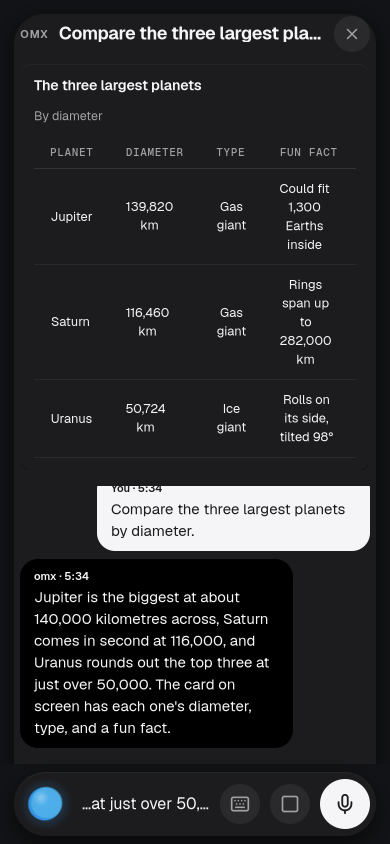 OMX Compare the three largest pla...
The three largest planets
By diameter
PLANET DIAMETER TYPE FUN FACT
Jupiter 139,820 km Gas giant Could fit 1,300 Earths inside
Saturn 116,460 km Gas giant Rings span up to 282,000 km
Uranus 50,724 km Ice giant Rolls on its side, tilted 98°
You · 5:34
Compare the three largest planets
by diameter.
omx · 5:34
Jupiter is the biggest at about
140,000 kilometres across, Saturn
comes in second at 116,000, and
Uranus rounds out the top three at
just over 50,000. The card on
screen has each one's diameter,
type, and a fun fact.
...at just over 50,...